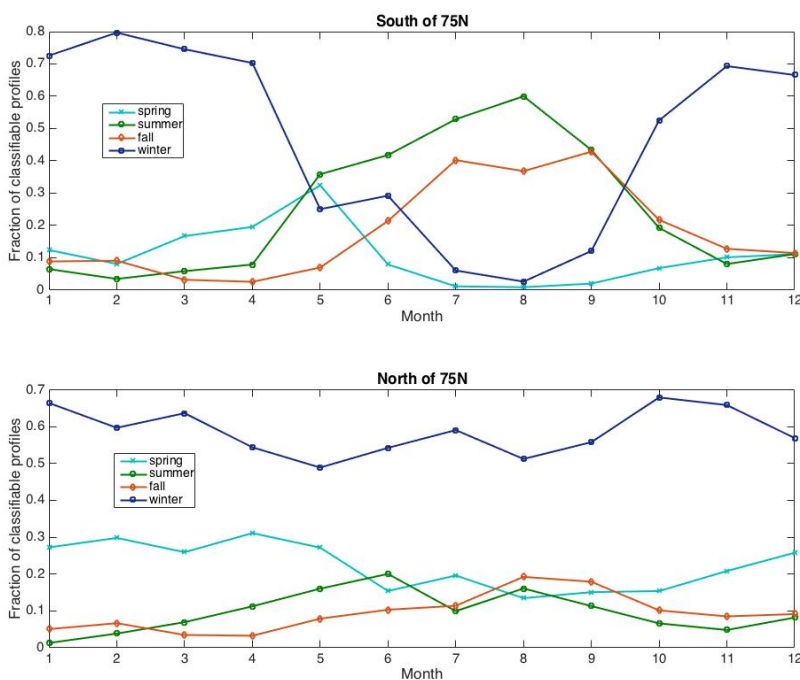 South of 75N
Fraction of classifiable profiles
0.8
0.7
0.6
0.5
0.4
0.3
0.2
0.1
0
spring
summer
fall
winter
1 2 3 4 5 6 7 8 9 10 11 12
Month
North of 75N
Fraction of classifiable profiles
0.7
0.6
0.5
0.4
0.3
0.2
0.1
0
spring
summer
fall
winter
1 2 3 4 5 6 7 8 9 10 11 12
Month